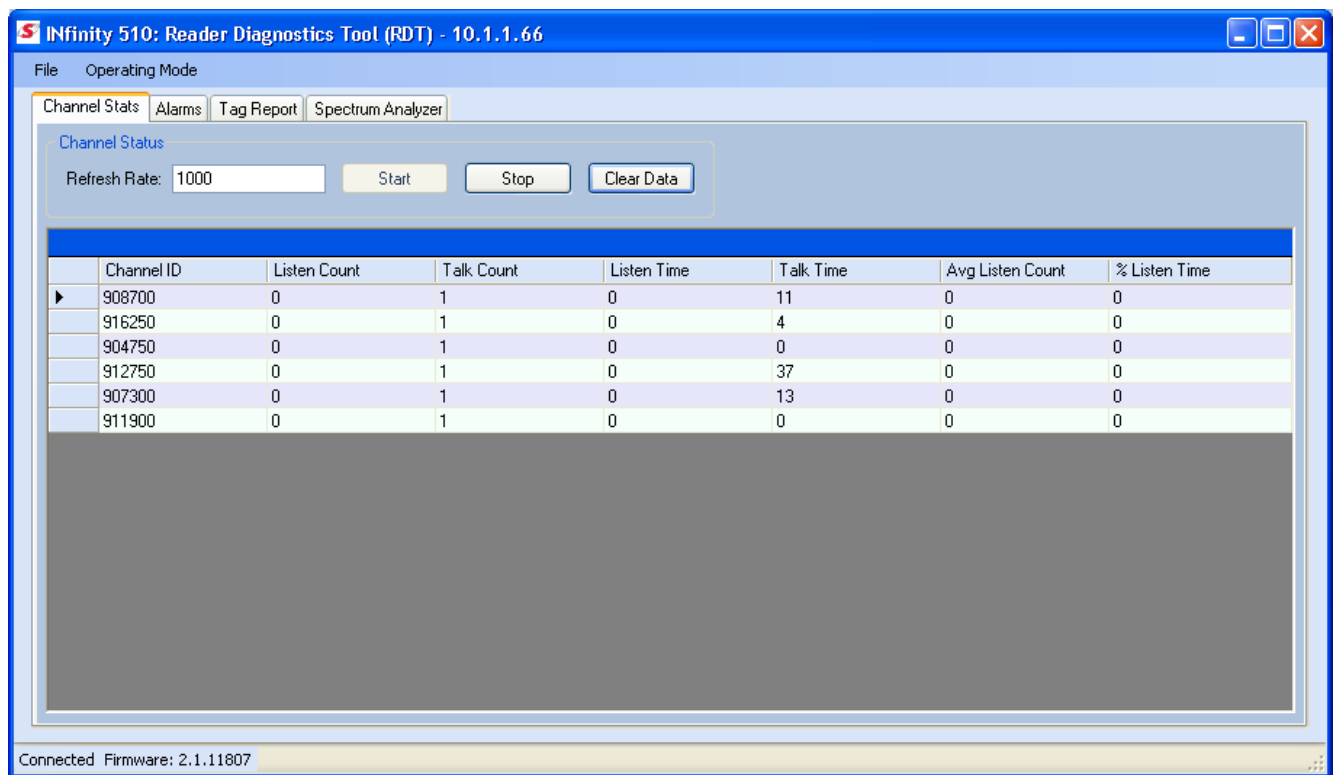 INfinity 510: Reader Diagnostics Tool (RDT) - 10.1.1.66
File Operating Mode
Channel Stats Alarms Tag Report Spectrum Analyzer
Channel Status
Refresh Rate: 1000 Start Stop Clear Data
Channel ID Listen Count Talk Count Listen Time Talk Time Avg Listen Count % Listen Time
908700 0 1 0 11 0 0
916250 0 1 0 4 0 0
904750 0 1 0 0 0 0
912750 0 1 0 37 0 0
907300 0 1 0 13 0 0
911900 0 1 0 0 0 0
Connected Firmware: 2.1.11807